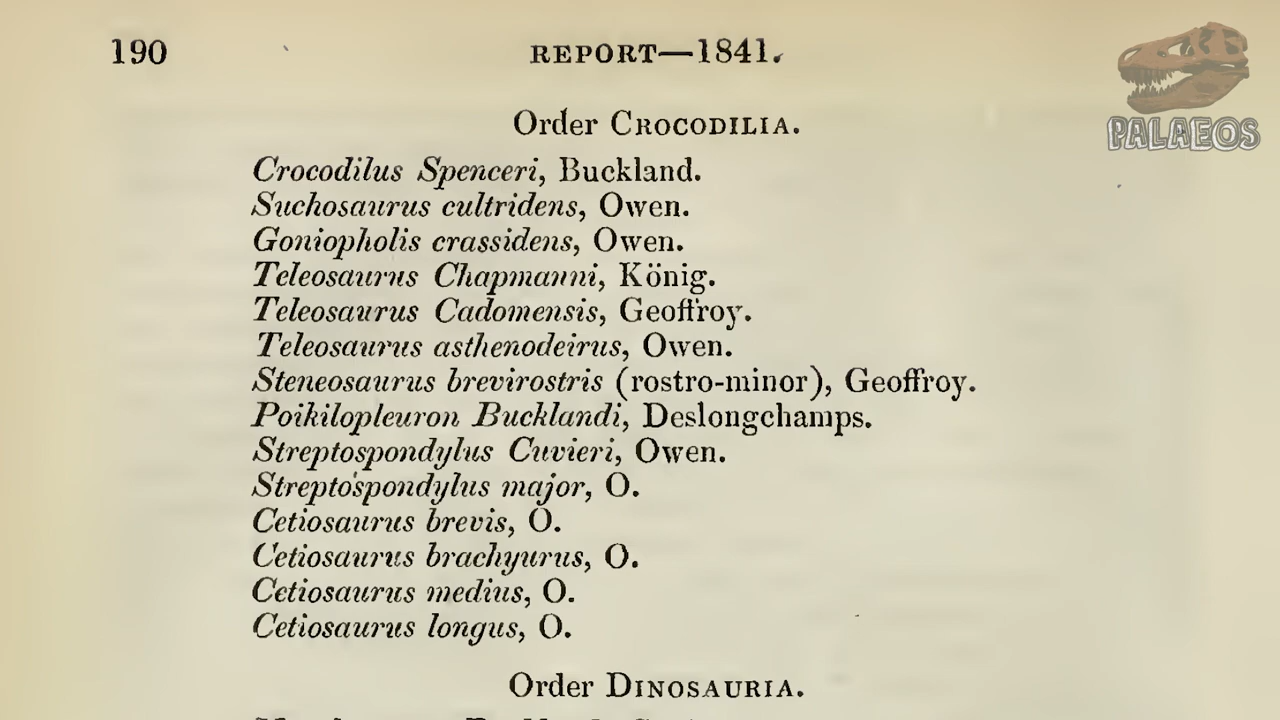 190
REPORT—1841.
PALAEOS
Order CROCODILIA.
Crocodilus Spenceri, Buckland.
Suchosaurus cultridens, Owen.
Goniopholis crassidens, Owen.
Teleosaurus Chapmanni, König.
Teleosaurus Cadomensis, Geoffroy.
Teleosaurus asthenodeirus, Owen.
Steneosaurus brevirostris (rostro-minor), Geoffroy.
Poikilopleuron Bucklandi, Deslongchamps.
Streptospondylus Cuvieri, Owen.
Streptospondylus major, O.
Cetiosaurus brevis, O.
Cetiosaurus brachyurus, O.
Cetiosaurus medius, O.
Cetiosaurus longus, O.
Order DINOSAURIA.